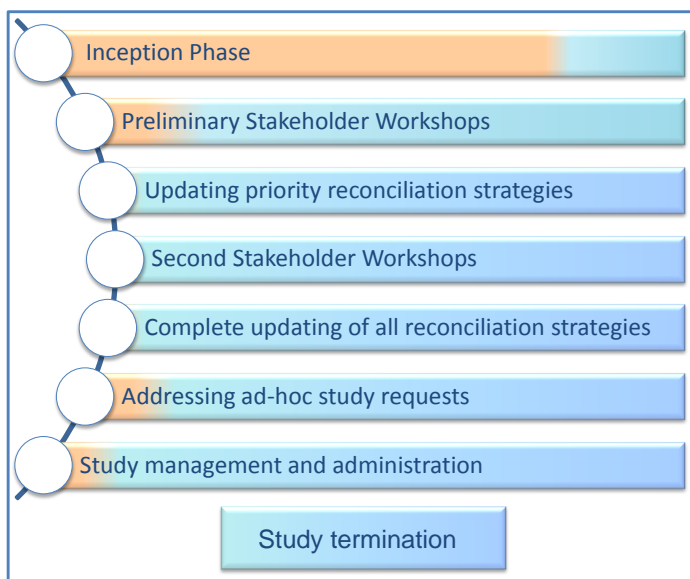 Inception Phase
Preliminary Stakeholder Workshops
Updating priority reconciliation strategies
Second Stakeholder Workshops
Complete updating of all reconciliation strategies
Addressing ad-hoc study requests
Study management and administration
Study termination